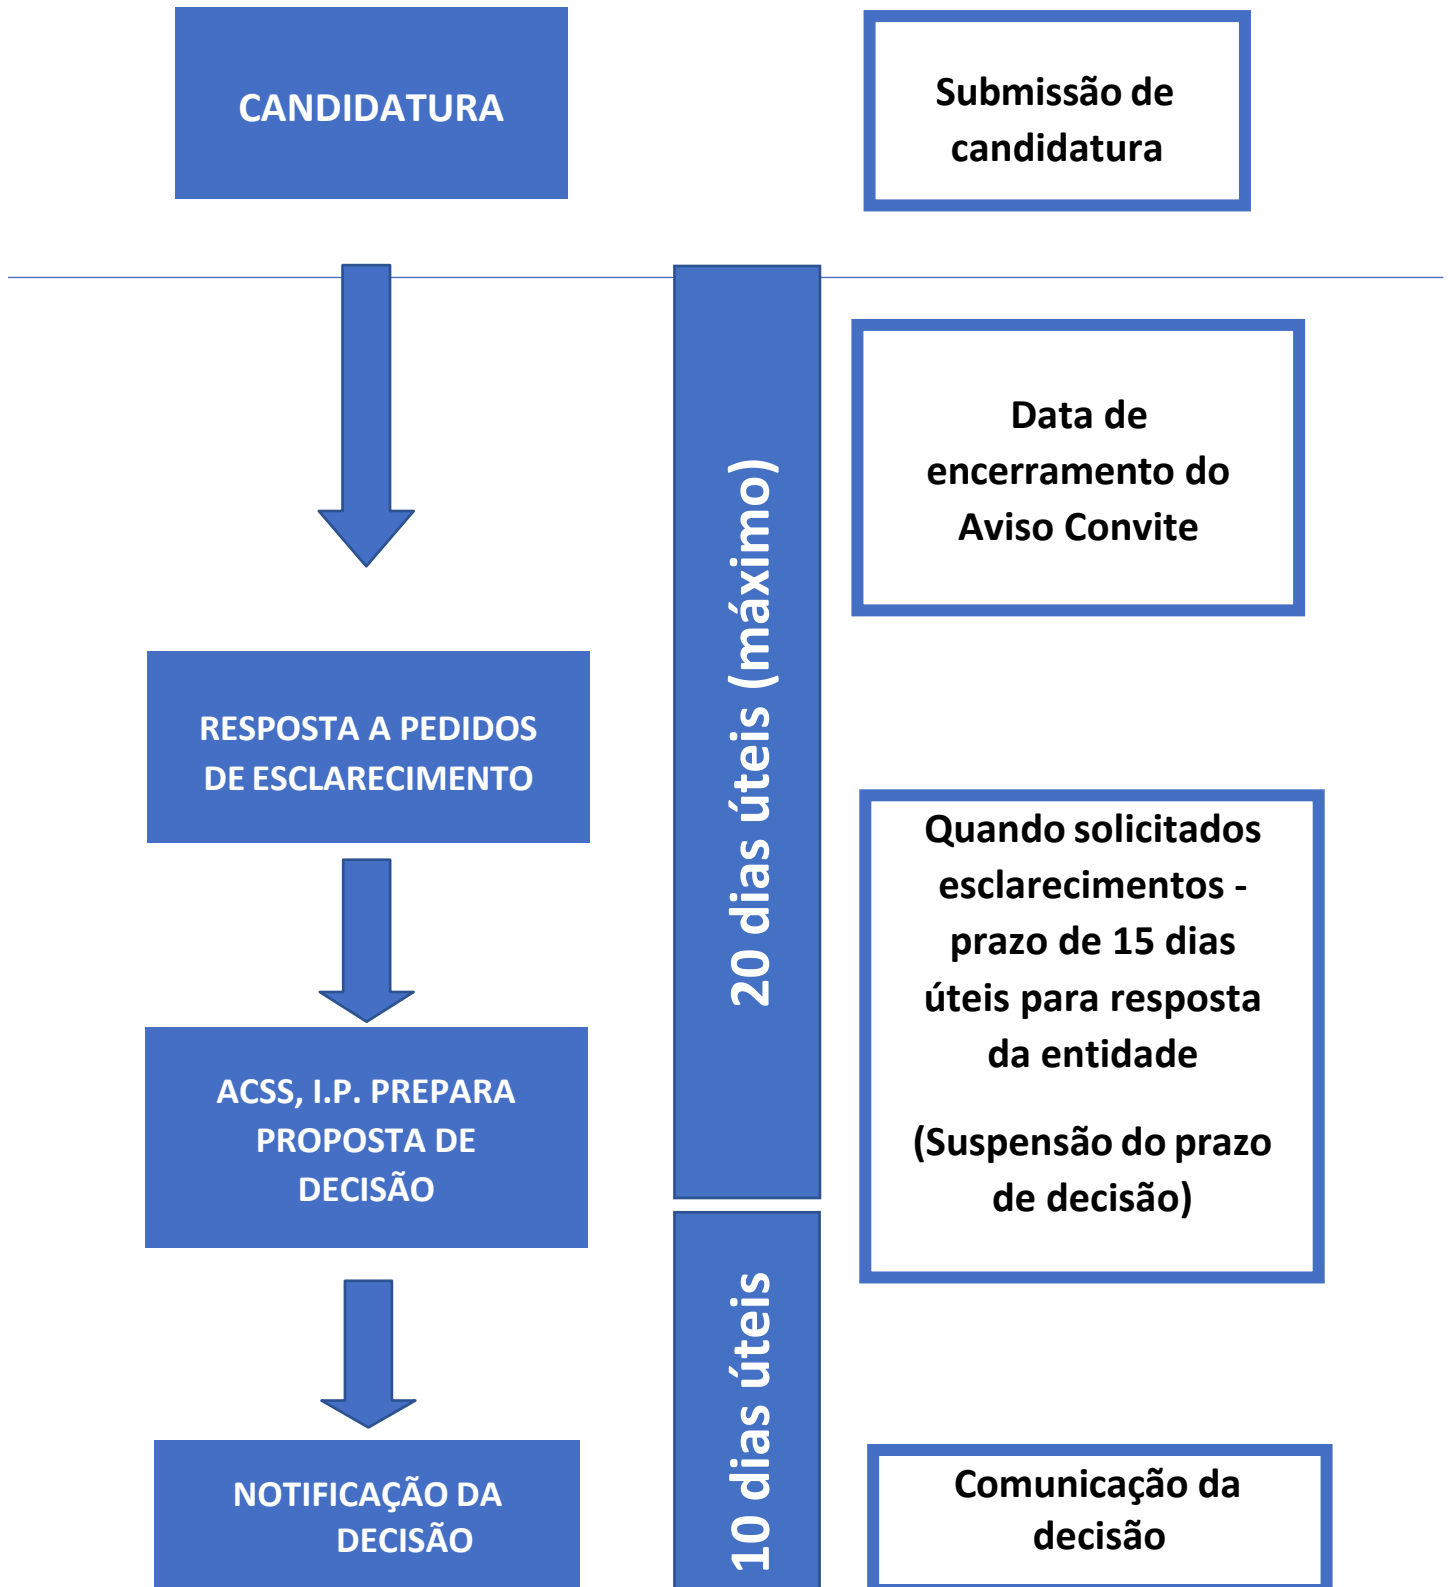 CANDIDATURA
Submissão de
candidatura
20 dias úteis (máximo)
Data de
encerramento do
Aviso Convite
RESPOSTA A PEDIDOS
DE ESCLARECIMENTO
Quando solicitados
esclarecimentos -
prazo de 15 dias
úteis para resposta
da entidade
(Suspensão do prazo
de decisão)
ACSS, I.P. PREPARA
PROPOSTA DE
DECISÃO
10 dias úteis
NOTIFICAÇÃO DA
DECISÃO
Comunicação da
decisão